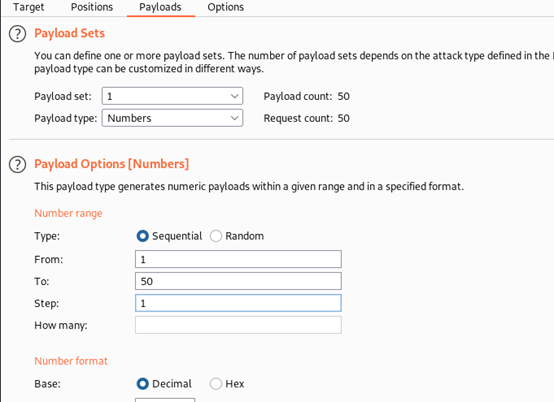 Target Positions Payloads Options
? Payload Sets
You can define one or more payload sets. The number of payload sets depends on the attack type defined in the
payload type can be customized in different ways.
Payload set: 1 Payload count: 50
Payload type: Numbers Request count: 50
? Payload Options [Numbers]
This payload type generates numeric payloads within a given range and in a specified format.
Number range
Type: Sequential Random
From: 1
To: 50
Step: 1
How many:
Number format
Base: Decimal Hex